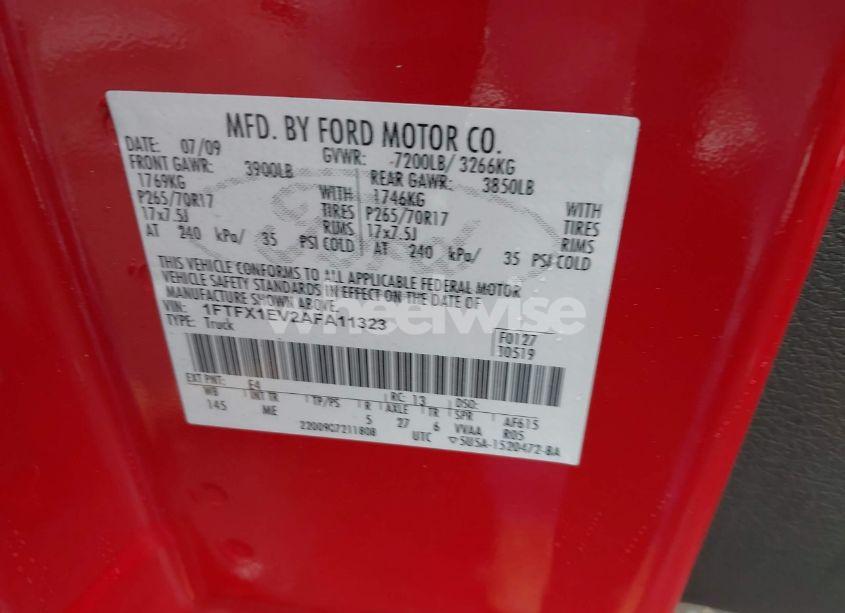 MFD. BY FORD MOTOR CO.
DATE: 07/09 GVWR: 7200LB/ 3266KG
FRONT GAWR: 3900LB REAR GAWR: 3850LB
1769KG WITH 1746KG WITH
P265/70R17 TIRES P265/70R17 TIRES
17x7.5J RIMS 17x7.5J RIMS
AT 240 kPa/ 35 PSI COLD AT 240 kPa/ 35 PSI COLD
THIS VEHICLE CONFORMS TO ALL APPLICABLE FEDERAL MOTOR
VEHICLE SAFETY STANDARDS IN EFFECT ON THE DATE OF
MANUFACTURE SHOWN ABOVE.
VIN: 1FTFX1EV2AFA11323
TYPE: Truck
F0127
T0519
EXT PNT: E4 RC: 13 DSO:
WB INT TR TP/PS R AXLE TR SPR AF615
145 ME 5 27 6 VVAA R05
2200907211808 UTC 5U5A-1520472-BA
wheelwise